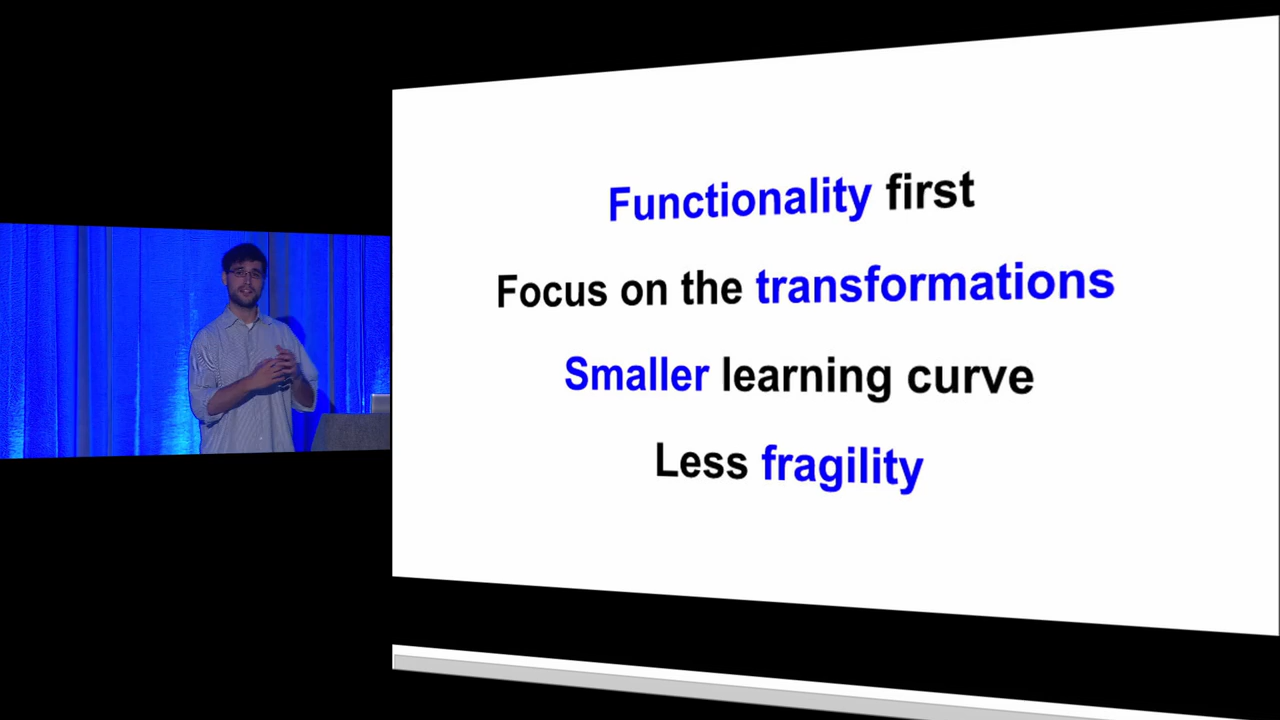 Functionality first
Focus on the transformations
Smaller learning curve
Less fragility